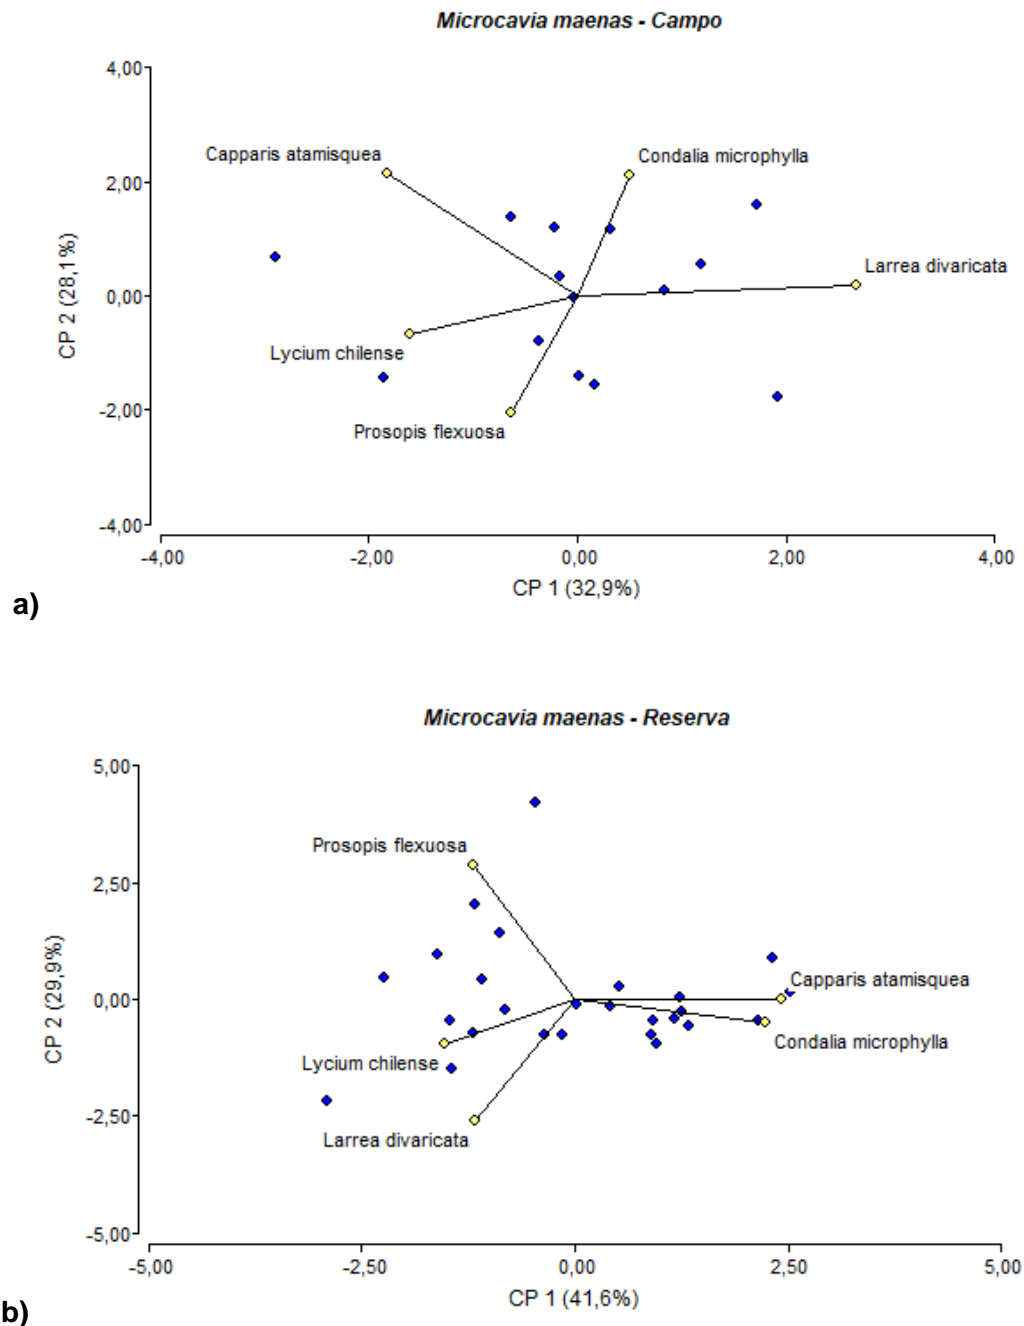 Microcavia maenas - Campo
4,00
Capparis atamisquea
Condalia microphylla
2,00
Larrea divaricata
CP 2 (28,1%)
0,00
Lycium chilense
-2,00
Prosopis flexuosa
-4,00
-4,00 -2,00 0,00 2,00 4,00
CP 1 (32,9%)
a)
Microcavia maenas - Reserva
5,00
Prosopis flexuosa
2,50
Capparis atamisquea
CP 2 (29,9%)
0,00
Condalia microphylla
Lycium chilense
-2,50
Larrea divaricata
-5,00
-5,00 -2,50 0,00 2,50 5,00
CP 1 (41,6%)
b)